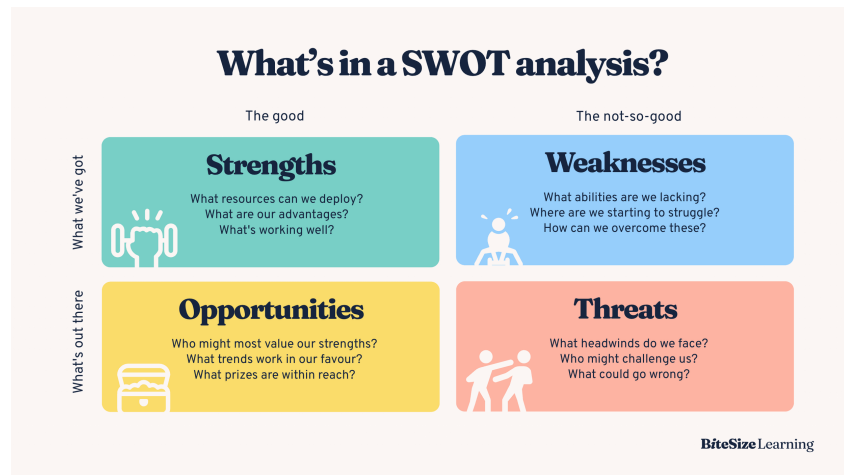 What’s in a SWOT analysis?
The good
The not-so-good
What we've got
Strengths
What resources can we deploy?
What are our advantages?
What's working well?
Weaknesses
What abilities are we lacking?
Where are we starting to struggle?
How can we overcome these?
What's out there
Opportunities
Who might most value our strengths?
What trends work in our favour?
What prizes are within reach?
Threats
What headwinds do we face?
Who might challenge us?
What could go wrong?
BiteSize Learning